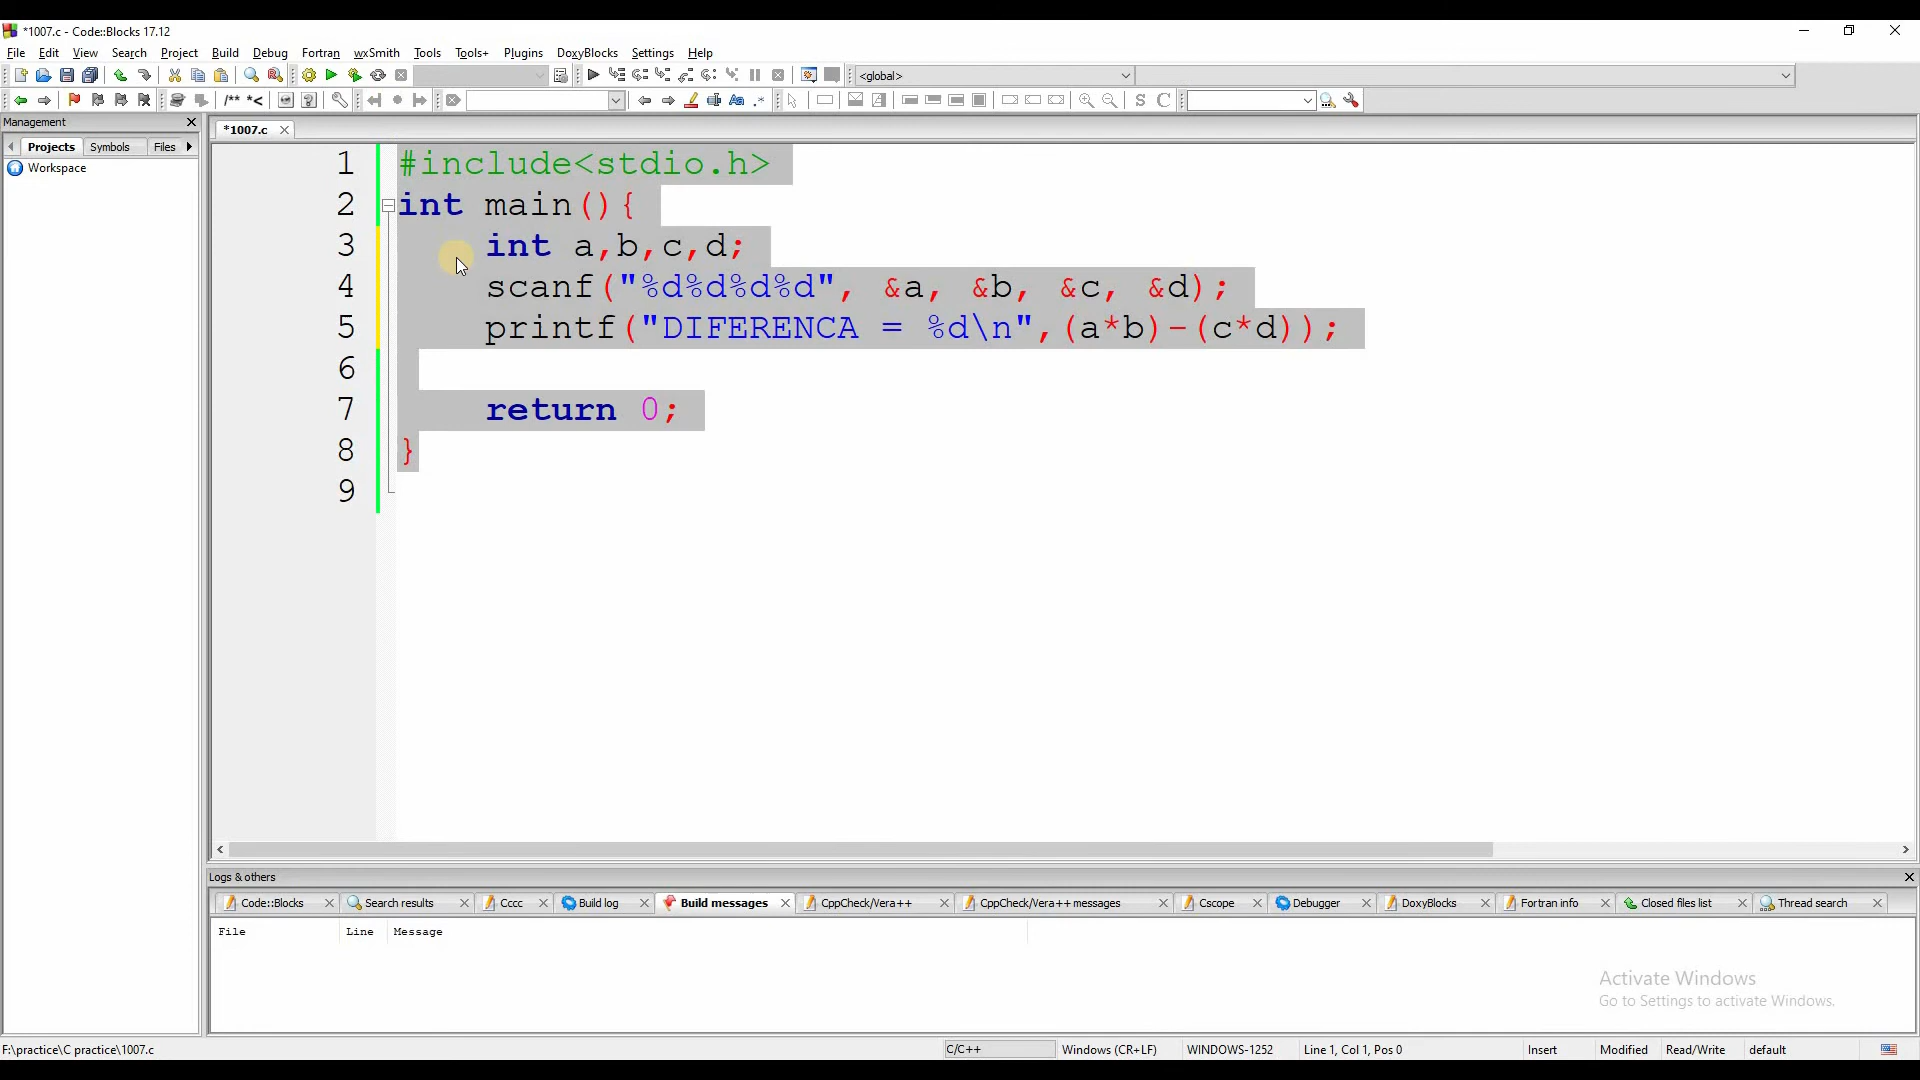 *1007.c - Code::Blocks 17.12
File Edit View Search Project Build Debug Fortran wxSmith Tools Tools+ Plugins DoxyBlocks Settings Help
<global>
/** *<
S C
Management
Projects Symbols Files
Workspace
*1007.c
1 #include<stdio.h>
2 int main(){
3 int a,b,c,d;
4 scanf("%d%d%d%d", &a, &b, &c, &d);
5 printf("DIFERENCA = %d\n",(a*b)-(c*d));
6
7 return 0;
8 }
9
Logs & others
Code::Blocks Search results Cccc Build log Build messages CppCheck/Vera++ CppCheck/Vera++ messages Cscope Debugger DoxyBlocks Fortran info Closed files list Thread search
File Line Message
Activate Windows
Go to Settings to activate Windows.
F:\practice\C practice\1007.c C/C++ Windows (CR+LF) WINDOWS-1252 Line 1, Col 1, Pos 0 Insert Modified Read/Write default